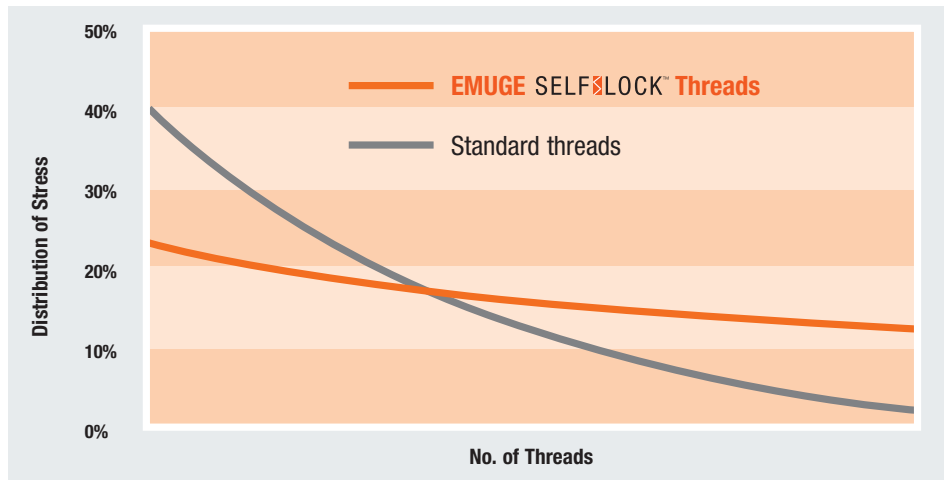 50%
40%
30%
20%
10%
0%
Distribution of Stress
EMUGE SELFLOCK™ Threads
Standard threads
No. of Threads